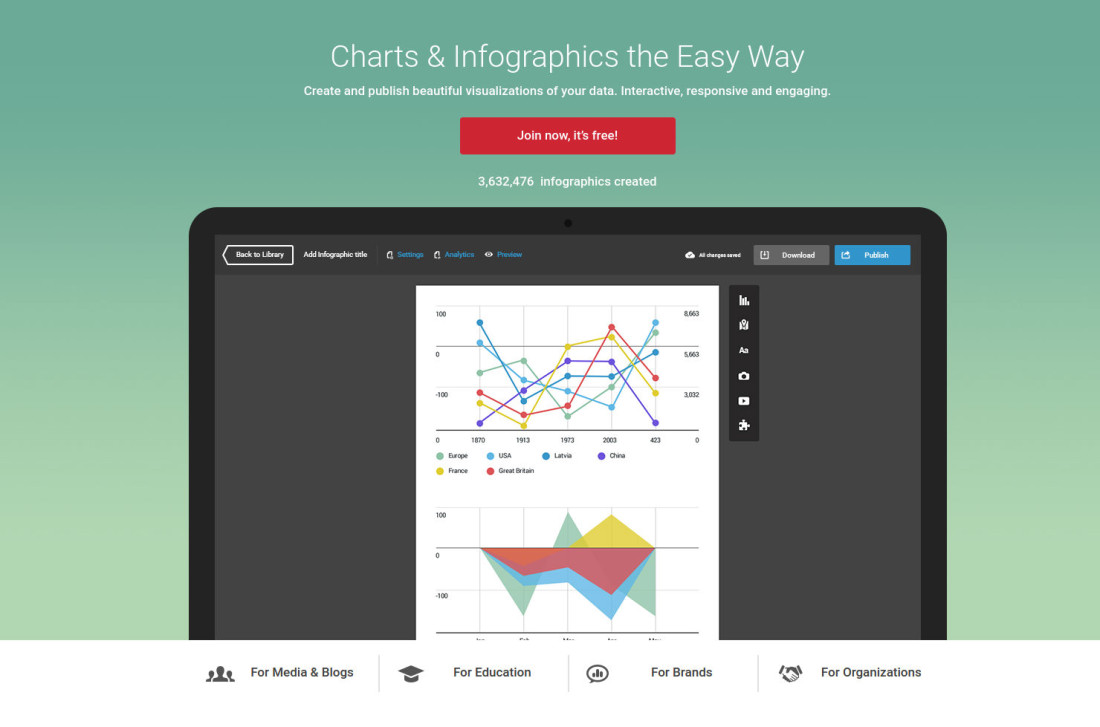 Charts & Infographics the Easy Way
Create and publish beautiful visualizations of your data. Interactive, responsive and engaging.
Join now, it's free!
3,632,476 infographics created
Back to Library Add Infographic title Settings Analytics Preview All changes saved Download Publish
100 8,663
0 5,663
Aa
-100 3,032
0 1870 1913 1973 2003 423 0
Europe USA Latvia China
France Great Britain
100
0
-100
For Media & Blogs For Education For Brands For Organizations